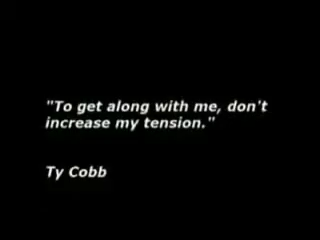 "To get along with me, don't
increase my tension."
Ty Cobb